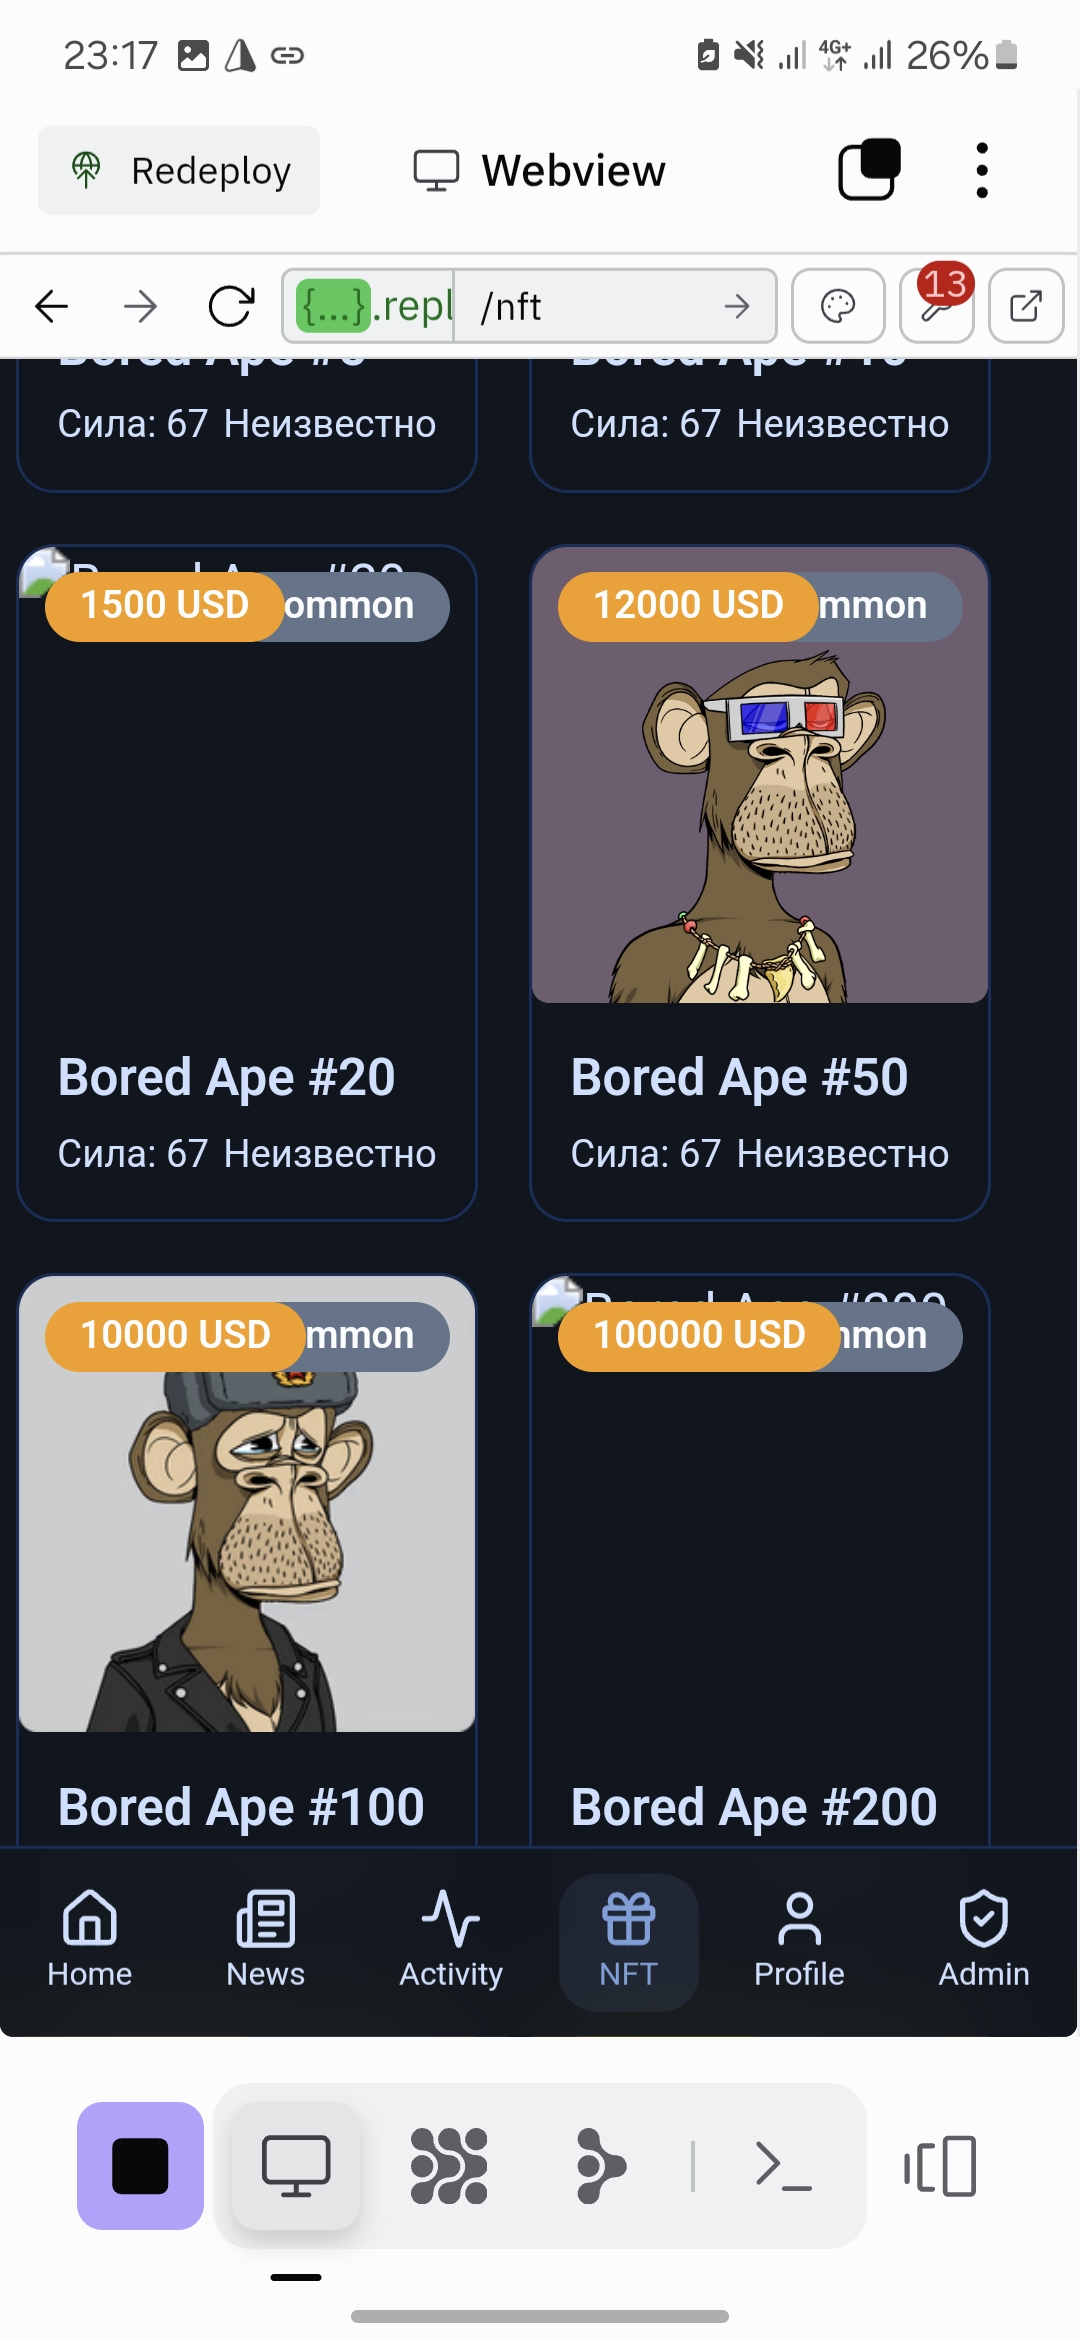 23:17
4G+
26%
Redeploy
Webview
{...}.repl
/nft
13
Сила: 67 Неизвестно
Сила: 67 Неизвестно
1500 USD
ommon
12000 USD
mmon
Bored Ape #20
Сила: 67 Неизвестно
Bored Ape #50
Сила: 67 Неизвестно
10000 USD
mmon
100000 USD
mmon
Bored Ape #100
Bored Ape #200
Home
News
Activity
NFT
Profile
Admin